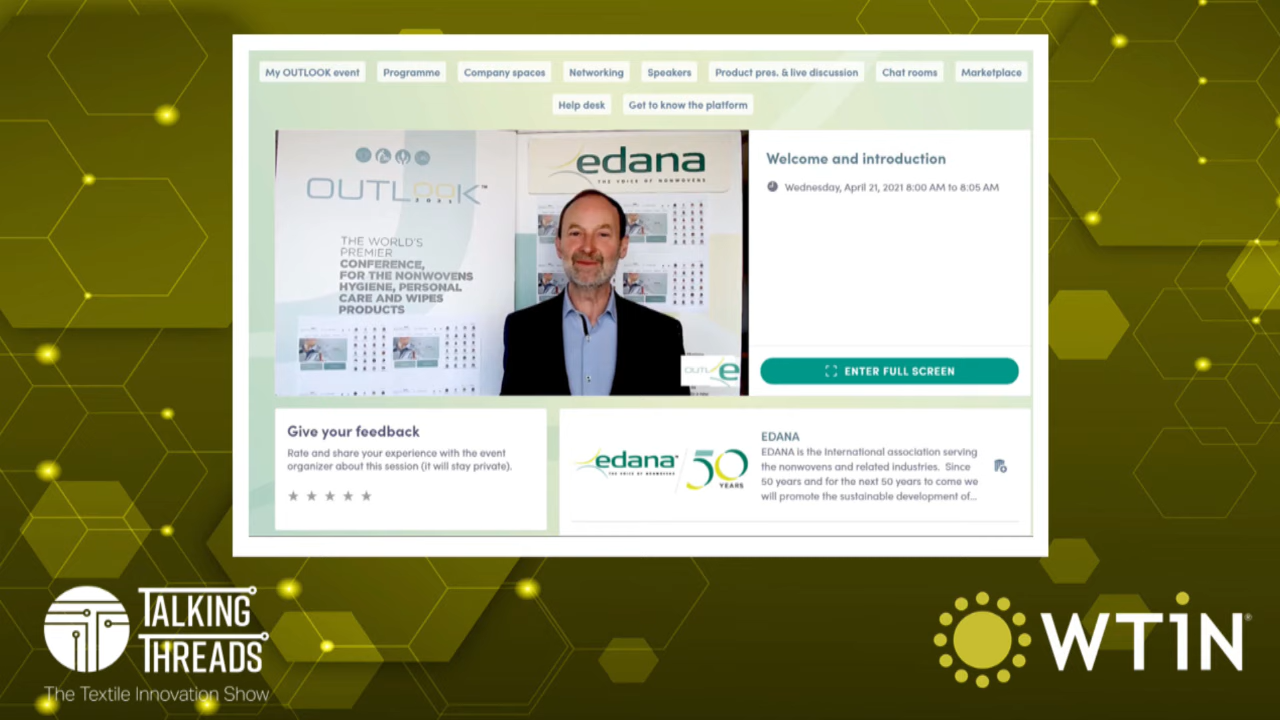 My OUTLOOK event Programme Company spaces Networking Speakers Product pres. & live discussion Chat rooms Marketplace
Help desk Get to know the platform
OUTLOOK™
THE WORLD'S
PREMIER
CONFERENCE,
FOR THE NONWOVENS
HYGIENE, PERSONAL
CARE AND WIPES
PRODUCTS
edana
THE VOICE OF NONWOVENS
OUTL
e
Welcome and introduction
Wednesday, April 21, 2021 8:00 AM to 8:05 AM
ENTER FULL SCREEN
Give your feedback
Rate and share your experience with the event
organizer about this session (it will stay private).
edana
THE VOICE OF NONWOVENS
50
YEARS
EDANA
EDANA is the International association serving
the nonwovens and related industries. Since
50 years and for the next 50 years to come we
will promote the sustainable development of...
TALKING
THREADS
The Textile Innovation Show
WTiN®